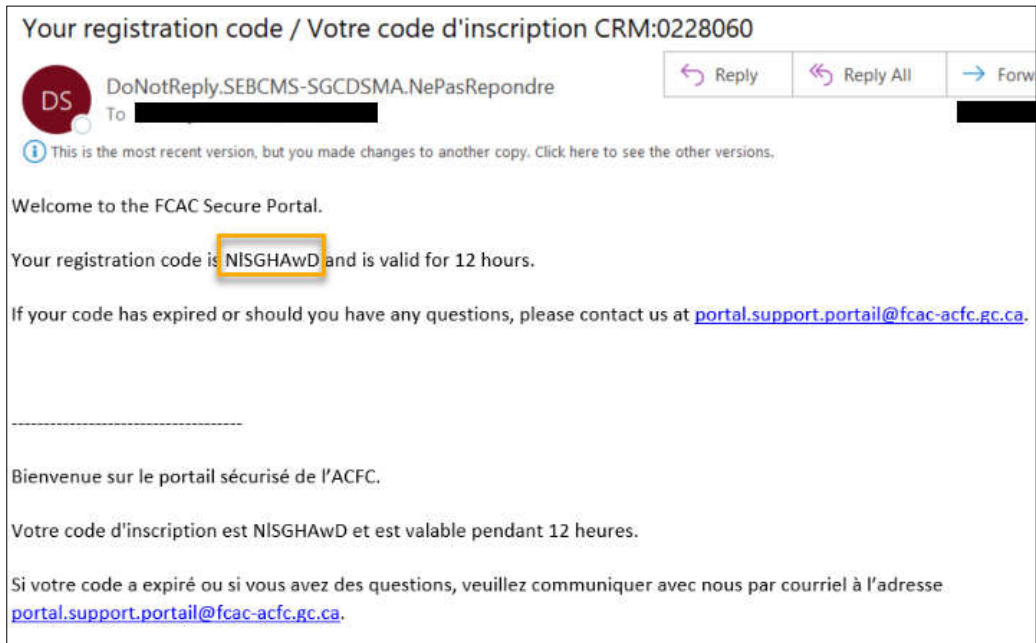 Your registration code / Votre code d'inscription CRM:0228060
Reply
Reply All
Forw
DS
DoNotReply.SEBCMS-SGCDSMA.NePasRepondre
To
This is the most recent version, but you made changes to another copy. Click here to see the other versions.
Welcome to the FCAC Secure Portal.
Your registration code is NlSGHAwD and is valid for 12 hours.
If your code has expired or should you have any questions, please contact us at portal.support.portail@fcac-acfc.gc.ca.
------------------------------------
Bienvenue sur le portail sécurisé de l'ACFC.
Votre code d'inscription est NlSGHAwD et est valable pendant 12 heures.
Si votre code a expiré ou si vous avez des questions, veuillez communiquer avec nous par courriel à l'adresse
portal.support.portail@fcac-acfc.gc.ca.